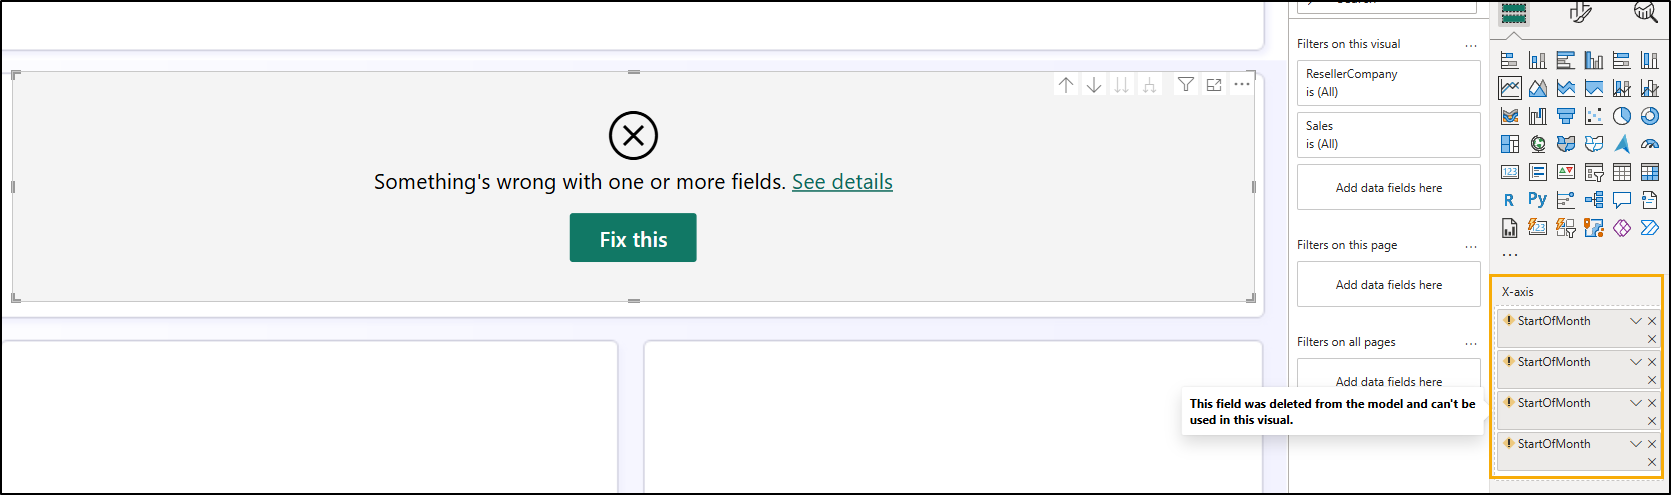 Something's wrong with one or more fields. See details
Fix this
Filters on this visual
ResellerCompany
is (All)
Sales
is (All)
Add data fields here
Filters on this page
Add data fields here
Filters on all pages
Add data fields here
This field was deleted from the model and can't be
used in this visual.
123
R
Py
123
X-axis
StartOfMonth
StartOfMonth
StartOfMonth
StartOfMonth